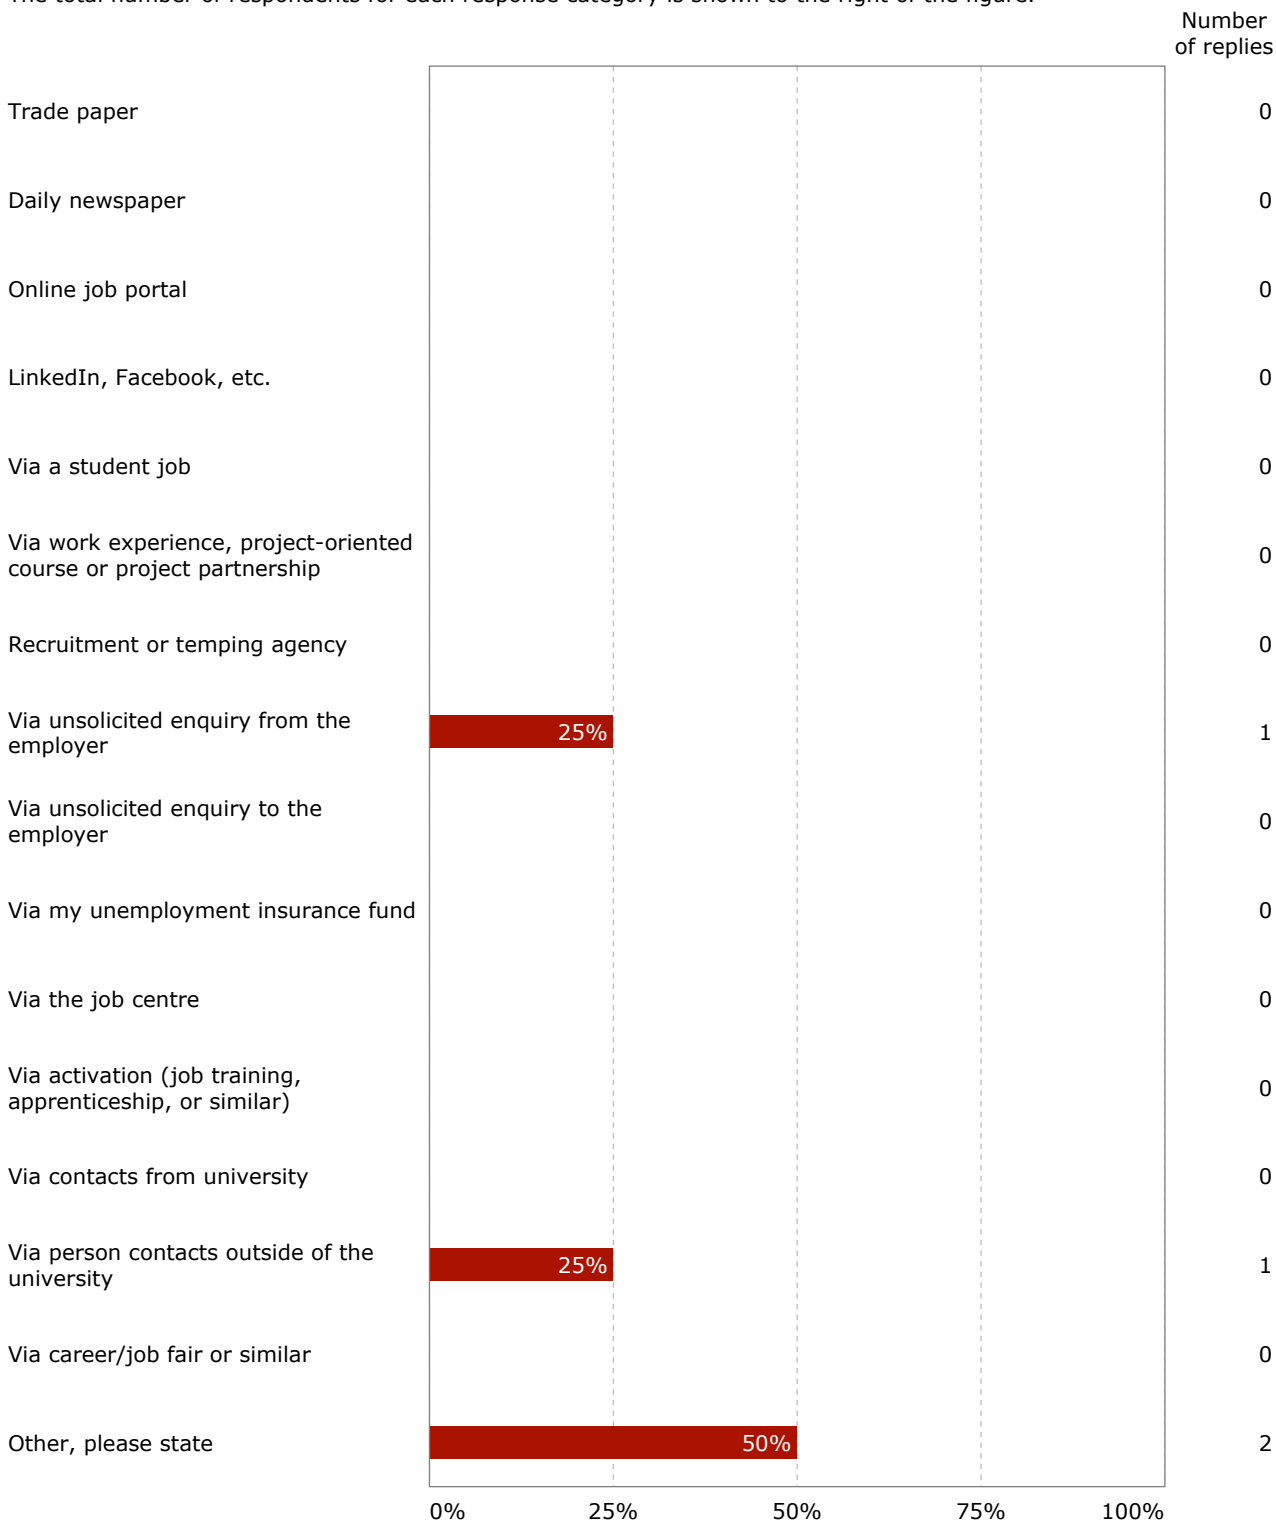 Number
of replies
Trade paper 0
Daily newspaper 0
Online job portal 0
LinkedIn, Facebook, etc. 0
Via a student job 0
Via work experience, project-oriented
course or project partnership 0
Recruitment or temping agency 0
Via unsolicited enquiry from the
employer 25% 1
Via unsolicited enquiry to the
employer 0
Via my unemployment insurance fund 0
Via the job centre 0
Via activation (job training,
apprenticeship, or similar) 0
Via contacts from university 0
Via person contacts outside of the
university 25% 1
Via career/job fair or similar 0
Other, please state 50% 2
0% 25% 50% 75% 100%